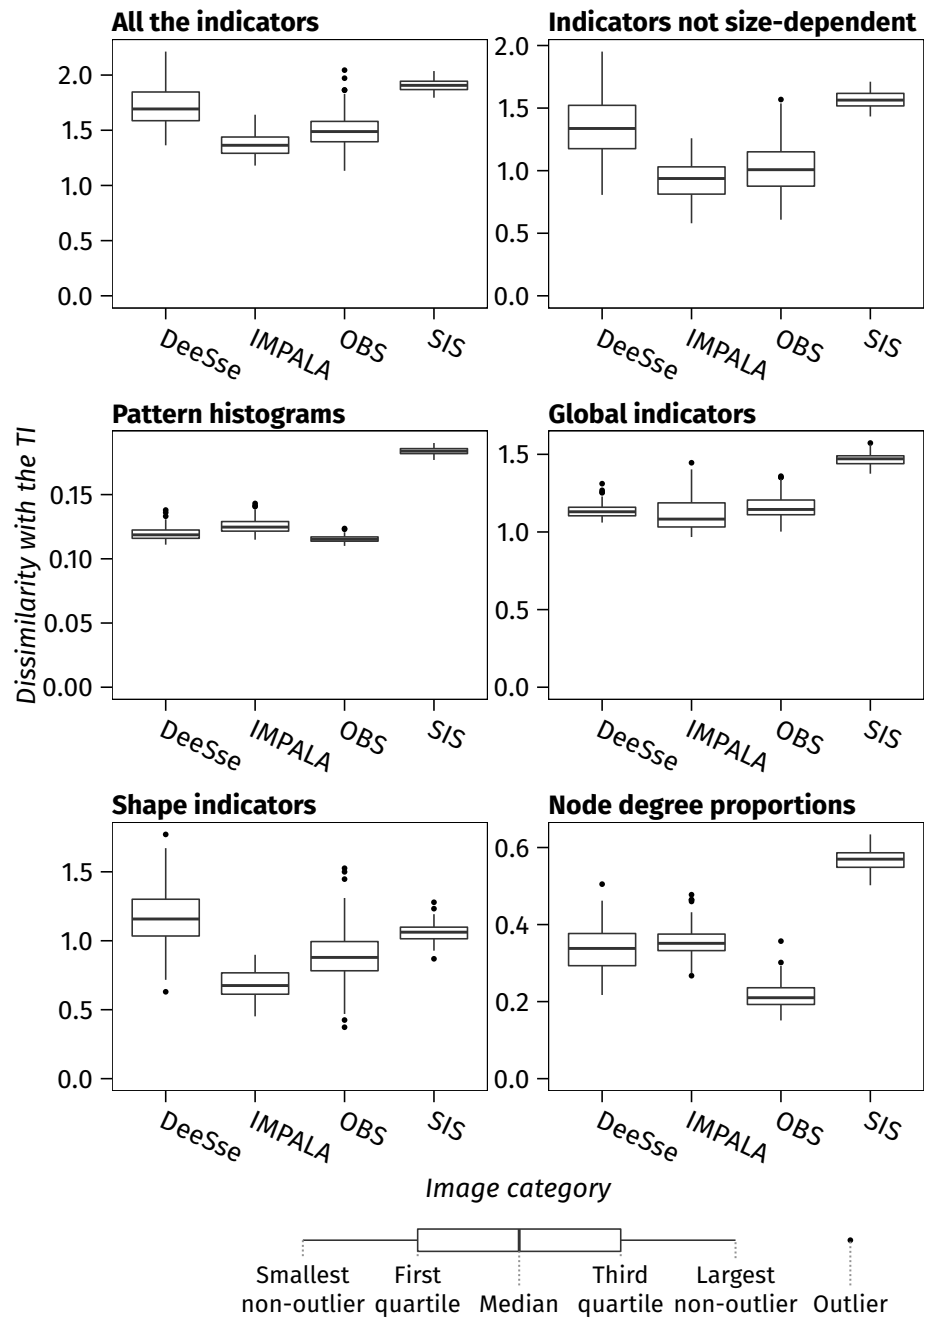 All the indicators
2.0
1.5
1.0
0.5
0.0
DeeSse
IMPALA
OBS
SIS
Indicators not size-dependent
2.0
1.5
1.0
0.5
0.0
DeeSse
IMPALA
OBS
SIS
Dissimilarity with the TI
Pattern histograms
0.15
0.10
0.05
0.00
DeeSse
IMPALA
OBS
SIS
Global indicators
1.5
1.0
0.5
0.0
DeeSse
IMPALA
OBS
SIS
Shape indicators
1.5
1.0
0.5
0.0
DeeSse
IMPALA
OBS
SIS
Node degree proportions
0.6
0.4
0.2
0.0
DeeSse
IMPALA
OBS
SIS
Image category
Smallest
non-outlier
First
quartile
Median
Third
quartile
Largest
non-outlier
Outlier